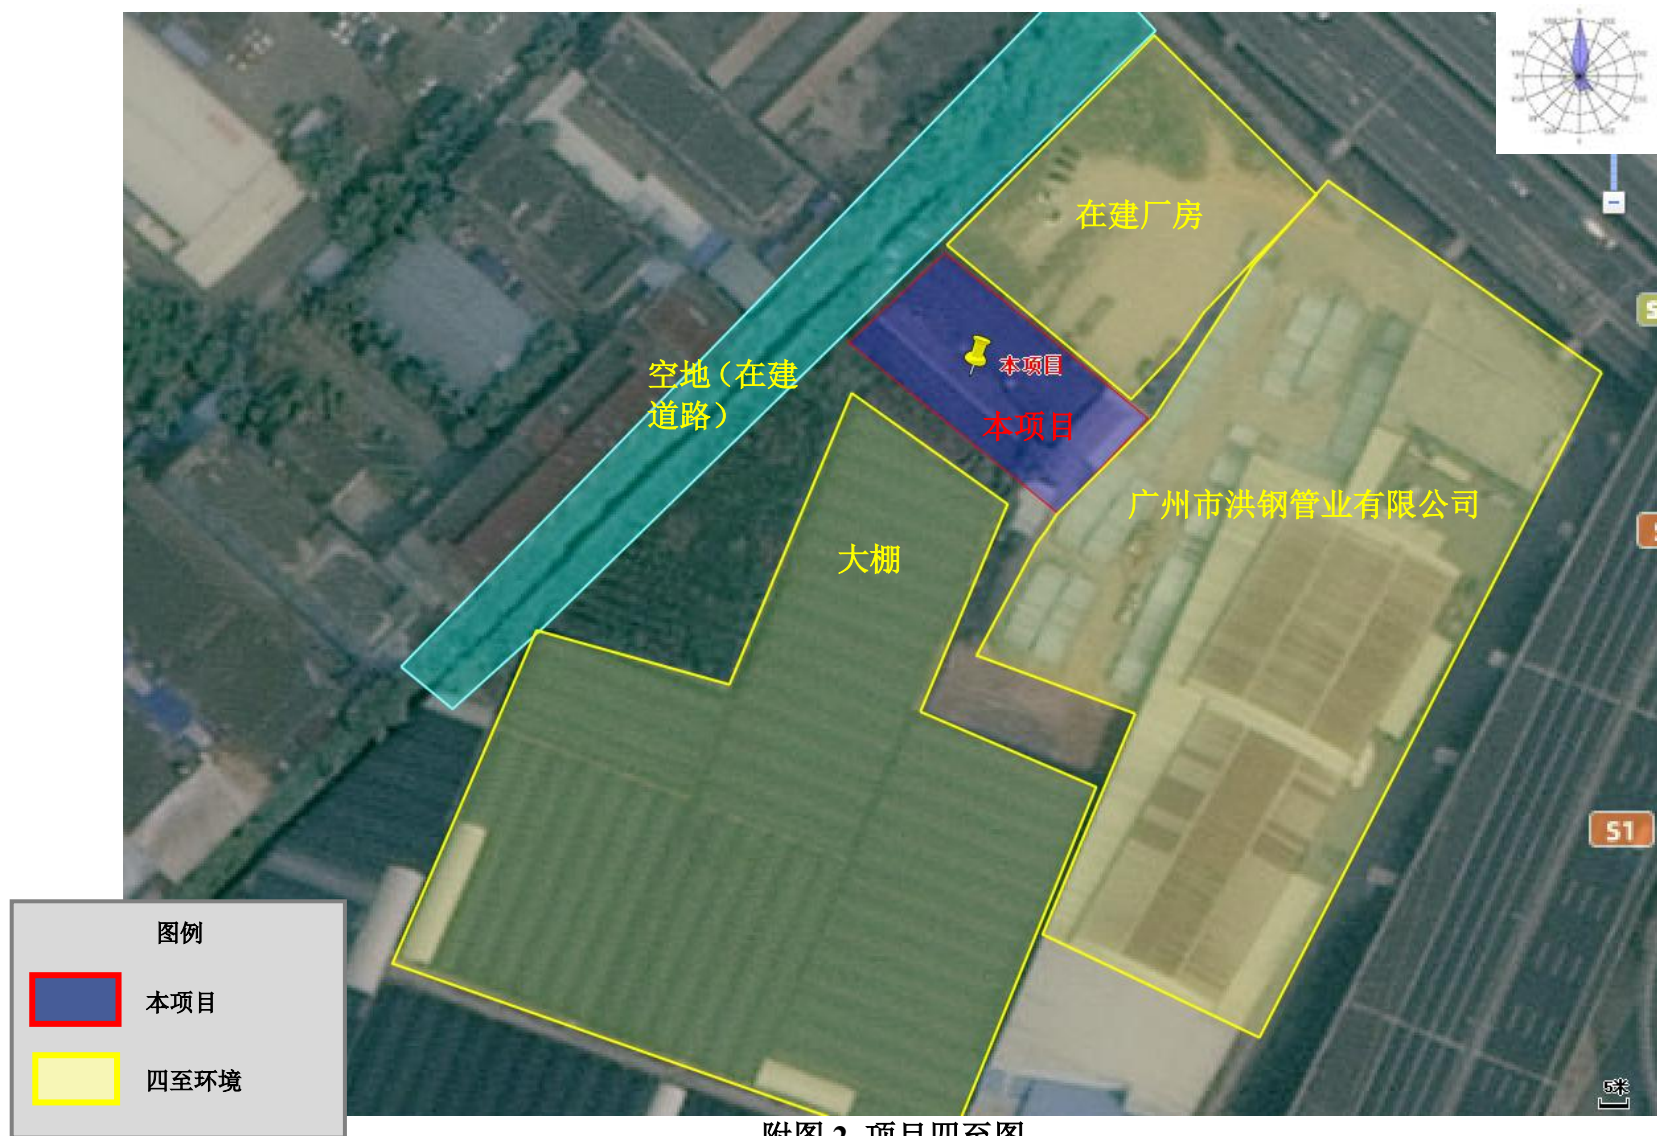 在建厂房
空地（在建
道路）
本项目
本项目
广州市洪钢管业有限公司
大棚
S1
图例
本项目
四至环境
5米
附图 2 项目四至图